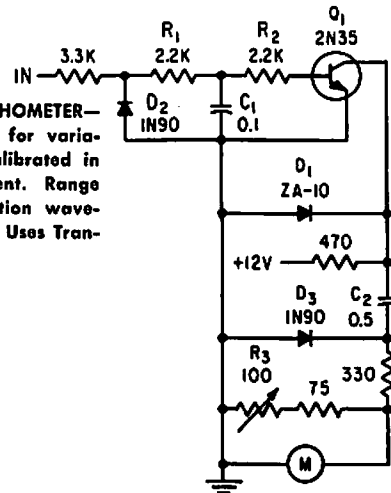 Q1
2N35
R1
R2
3.3K
2.2K
2.2K
IN
HOMETER—
for varia-
librated in
ent. Range
tion wave-
Uses Tran-
D2
1N90
C1
0.1
D1
ZA-10
470
+12V
D3
1N90
C2
0.5
R3
100
75
330
M